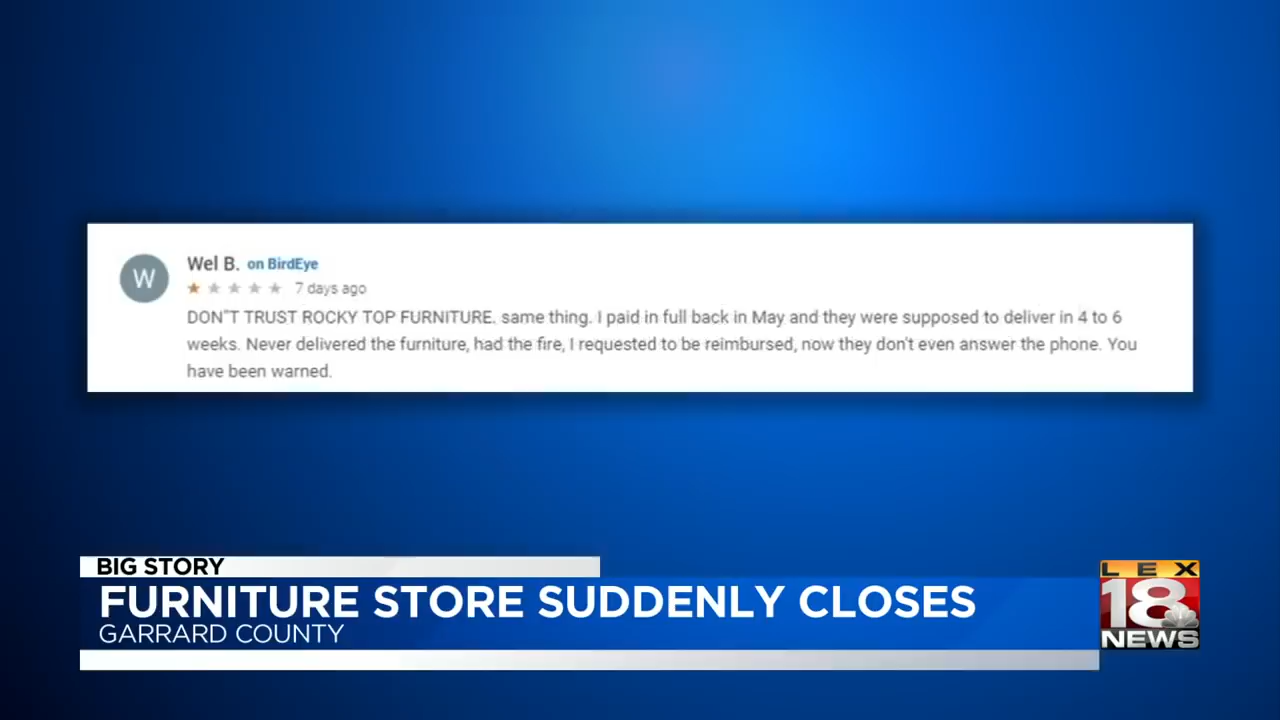 W
Wel B. on BirdEye
7 days ago
DON"T TRUST ROCKY TOP FURNITURE. same thing. I paid in full back in May and they were supposed to deliver in 4 to 6
weeks. Never delivered the furniture, had the fire, I requested to be reimbursed, now they don't even answer the phone. You
have been warned.
BIG STORY
FURNITURE STORE SUDDENLY CLOSES
GARRARD COUNTY
LEX
18
NEWS